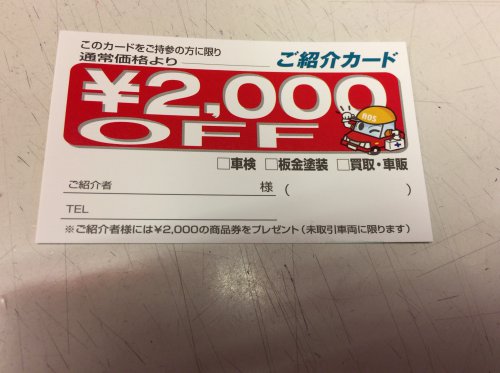 このカードをご持参の方に限り
通常価格より
ご紹介カード
¥2,000
OFF
□車検 □板金塗装 □買取・車販
ご紹介者 様 ( )
TEL
※ご紹介者様には¥2,000の商品券をプレゼント(未取引車両に限ります)